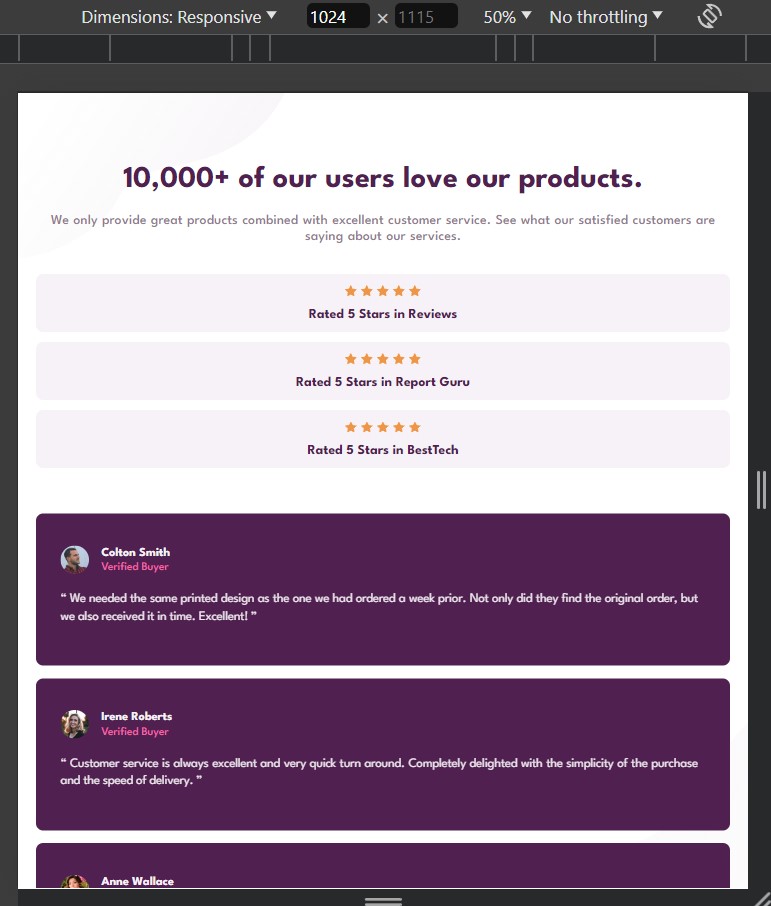 Dimensions: Responsive ▼ 1024 × 1115 50% ▼ No throttling ▼
10,000+ of our users love our products.
We only provide great products combined with excellent customer service. See what our satisfied customers are
saying about our services.
Rated 5 Stars in Reviews
Rated 5 Stars in Report Guru
Rated 5 Stars in BestTech
Colton Smith
Verified Buyer
“ We needed the same printed design as the one we had ordered a week prior. Not only did they find the original order, but
we also received it in time. Excellent! ”
Irene Roberts
Verified Buyer
“ Customer service is always excellent and very quick turn around. Completely delighted with the simplicity of the purchase
and the speed of delivery. ”
Anne Wallace